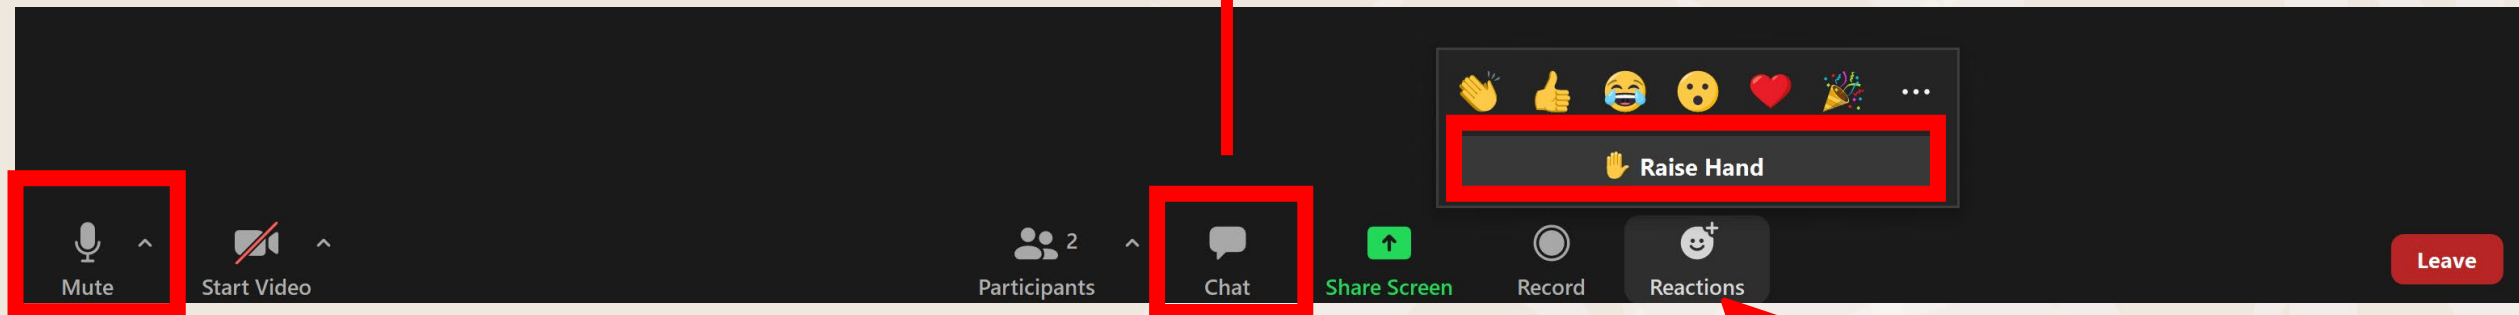 Raise Hand
2
Mute
Start Video
Participants
Chat
Share Screen
Record
Reactions
Leave